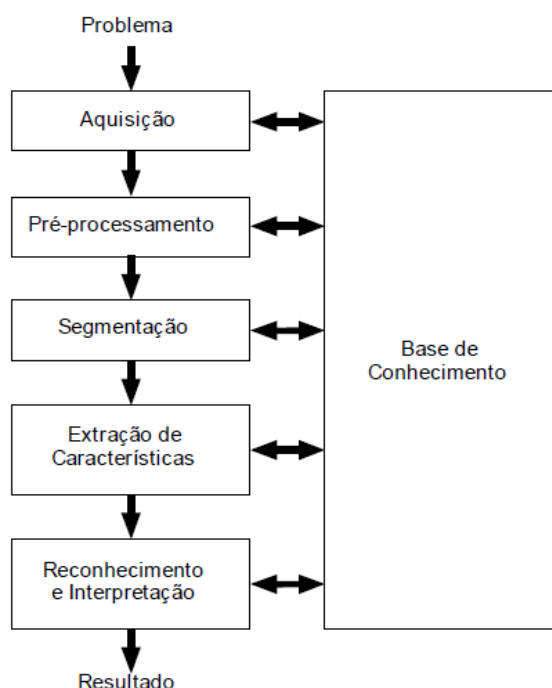 Problema
Aquisição
Pré-processamento
Segmentação
Extração de
Características
Reconhecimento
e Interpretação
Resultado
Base de
Conhecimento